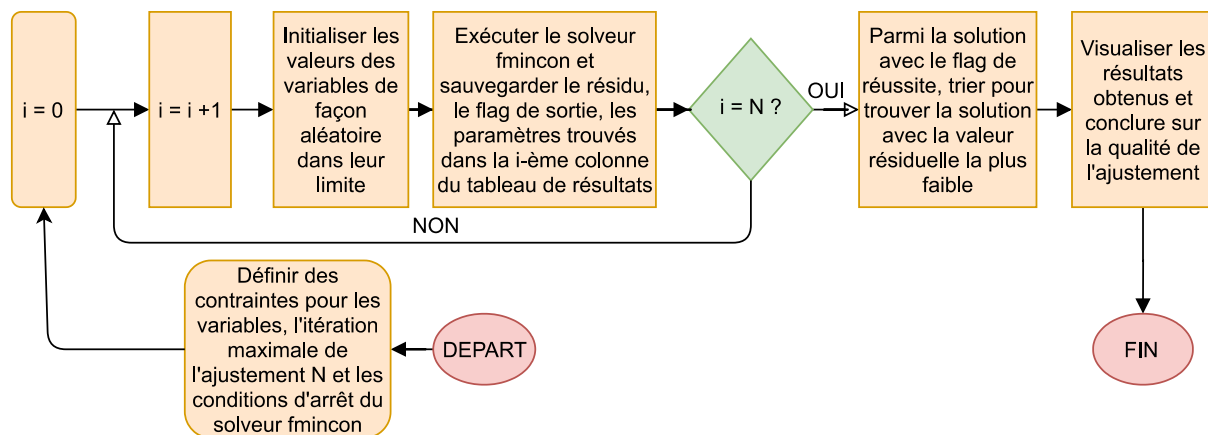 i = 0
i = i +1
Initialiser les
valeurs des
variables de
façon
aléatoire
dans leur
limite
Exécuter le solveur
fmincon et
sauvegarder le résidu,
le flag de sortie, les
paramètres trouvés
dans la i-ème colonne
du tableau de résultats
i = N ?
OUI
Parmi la solution
avec le flag de
réussite, trier pour
trouver la solution
avec la valeur
résiduelle la plus
faible
Visualiser les
résultats
obtenus et
conclure sur
la qualité de
l'ajustement
NON
Définir des
contraintes pour les
variables, l'itération
maximale de
l'ajustement N et les
conditions d'arrêt du
solveur fmincon
DEPART
FIN